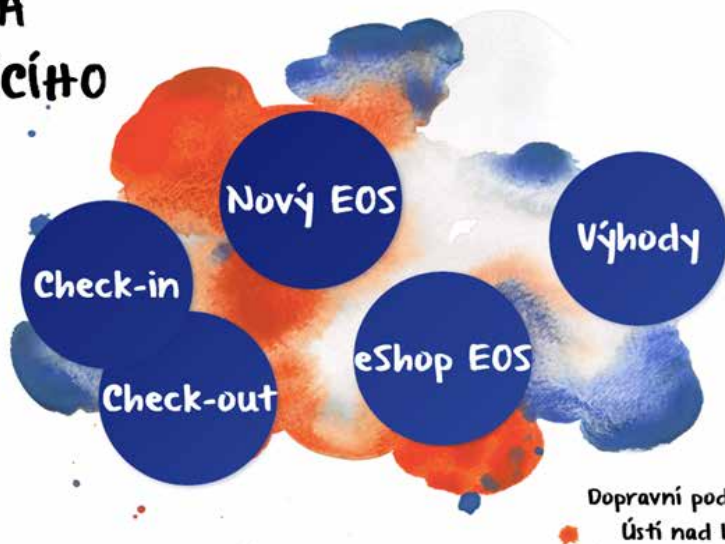 A
CÍHO
Nový EOS
Výhody
Check-in
eShop EOS
Check-out
Dopravní pod
Ústí nad